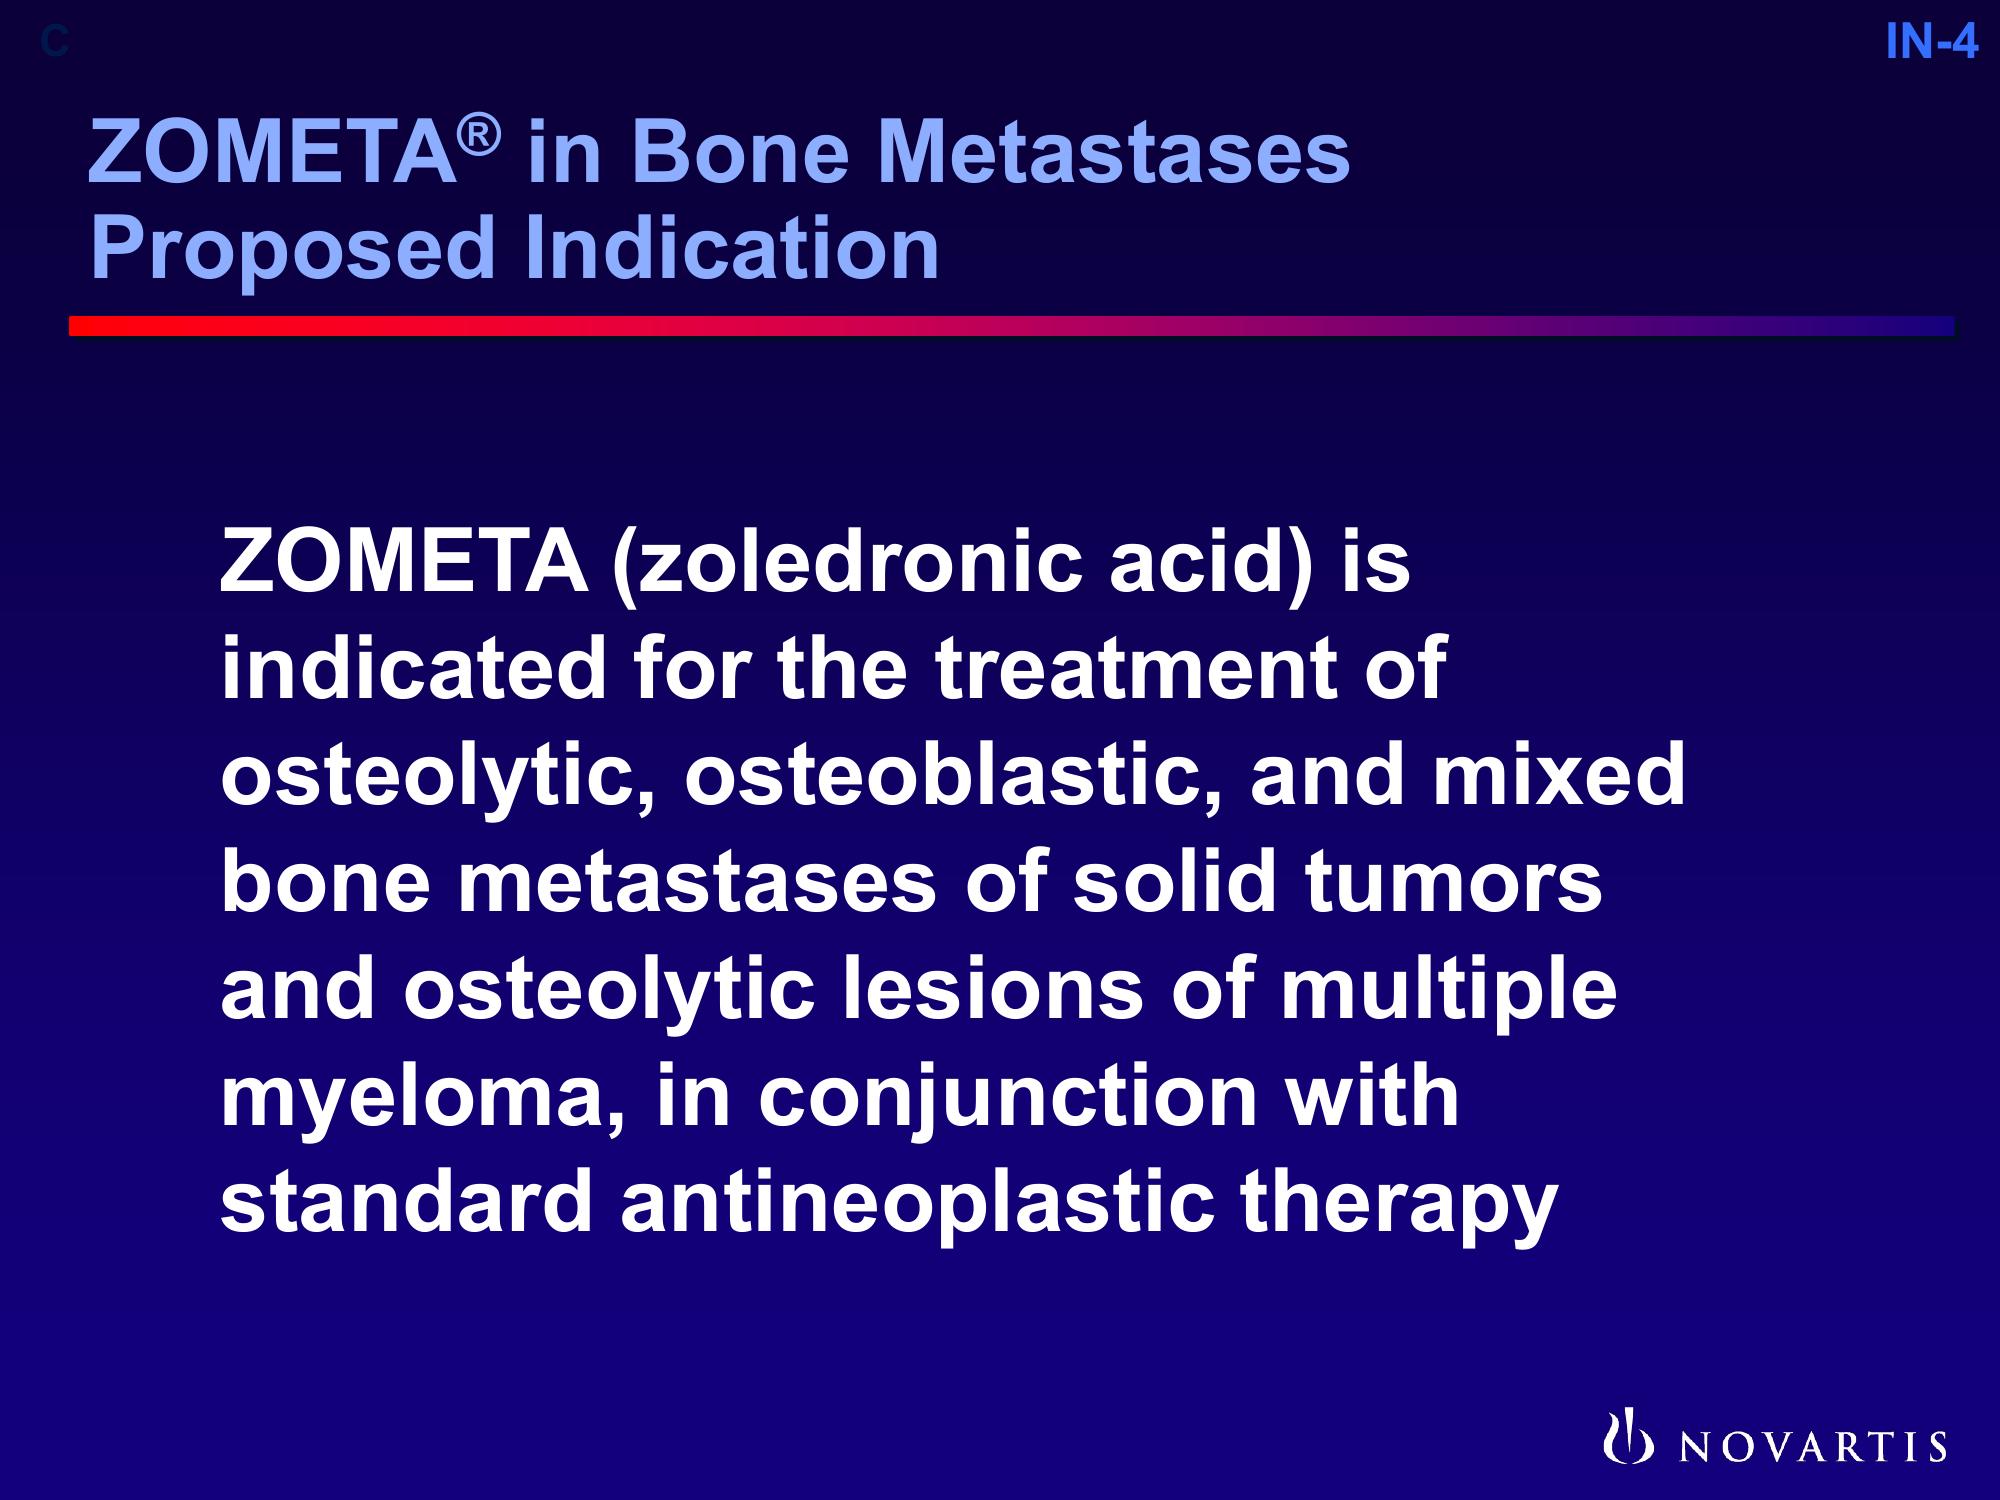 C
IN-4
ZOMETA® in Bone Metastases
Proposed Indication
ZOMETA (zoledronic acid) is
indicated for the treatment of
osteolytic, osteoblastic, and mixed
bone metastases of solid tumors
and osteolytic lesions of multiple
myeloma, in conjunction with
standard antineoplastic therapy
NOVARTIS